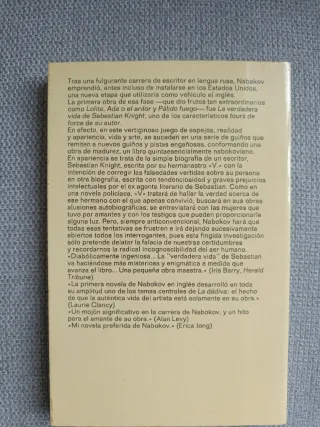 Tras una fulgurante carrera de escritor en lengua rusa, Nabokov
emprendió, antes incluso de instalarse en los Estados Unidos,
una nueva etapa que utilizaría como vehículo el inglés.
La primera obra de esa fase —que dio frutos tan extraordinarios
como Lolita, Ada o el ardor y Pálido fuego— fue La verdadera
vida de Sebastian Knight, uno de los característicos tours de
force de su autor.
En efecto, en este vertiginoso juego de espejos, realidad
y apariencia, vida y arte, se suceden en una serie de guiños que
remiten a nuevos guiños y pistas engañosas, conformando una
obra de madurez, un libro quintaesencialmente nabokoviano.
En apariencia se trata de la simple biografía de un escritor,
Sebastian Knight, escrita por su hermanastro «V.» con la
intención de corregir las falsedades vertidas sobre su persona
en otra biografía, escrita con tendenciosidad y graves prejuicios
intelectuales por el ex agente literario de Sebastian. Como en
una novela policiaca, «V» tratará de hallar la verdad acerca de
ese hermano con el que apenas convivió, buscará en sus obras
alusiones autobiográficas, se entrevistará con las mujeres que
tuvo por amantes y con los testigos que pueden proporcionarle
alguna luz. Pero, siempre anticonvencional, Nabokov hará que
todas esas tentativas se frustren e irá dejando sucesivamente
abiertos todos los interrogantes, pues esta fingida investigación
sólo pretende delatar la falacia de nuestras certidumbres
y recordarnos la radical incognoscibilidad del ser humano.
«Diabólicamente ingeniosa... La "verdadera vida" de Sebastian
va haciéndose más misteriosa y enigmática a medida que
avanza el libro... Una pequeña obra maestra.» (Iris Barry, Herald
Tribune)
«La primera novela de Nabokov en inglés desarrolló en toda
su amplitud uno de los temas centrales de La dádiva: el hecho de
que la auténtica vida del artista está solamente en su obra.»
(Laurie Clancy)
«Un mojón significativo en la carrera de Nabokov, y un hito
para el amante de su obra.» (Alan Levy)
«Mi novela preferida de Nabokov.» (Erica Jong)